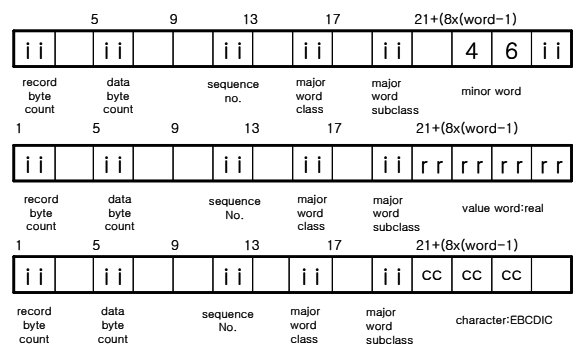 5 9 13 17 21+(8x(word-1)
i i i i i i i i i i 4 6 i i
record data sequence major major minor word
byte byte no. word word
count count class subclass
1 5 9 13 17 21+(8x(word-1)
i i i i i i i i i i r r r r r r r r
record data sequence major major value word:real
byte byte No. word word
count count class subclass
1 5 9 13 17 21+(8x(word-1)
i i i i i i i i i i cc cc cc
record data sequence major major character:EBCDIC
byte byte No. word word
count count class subclass